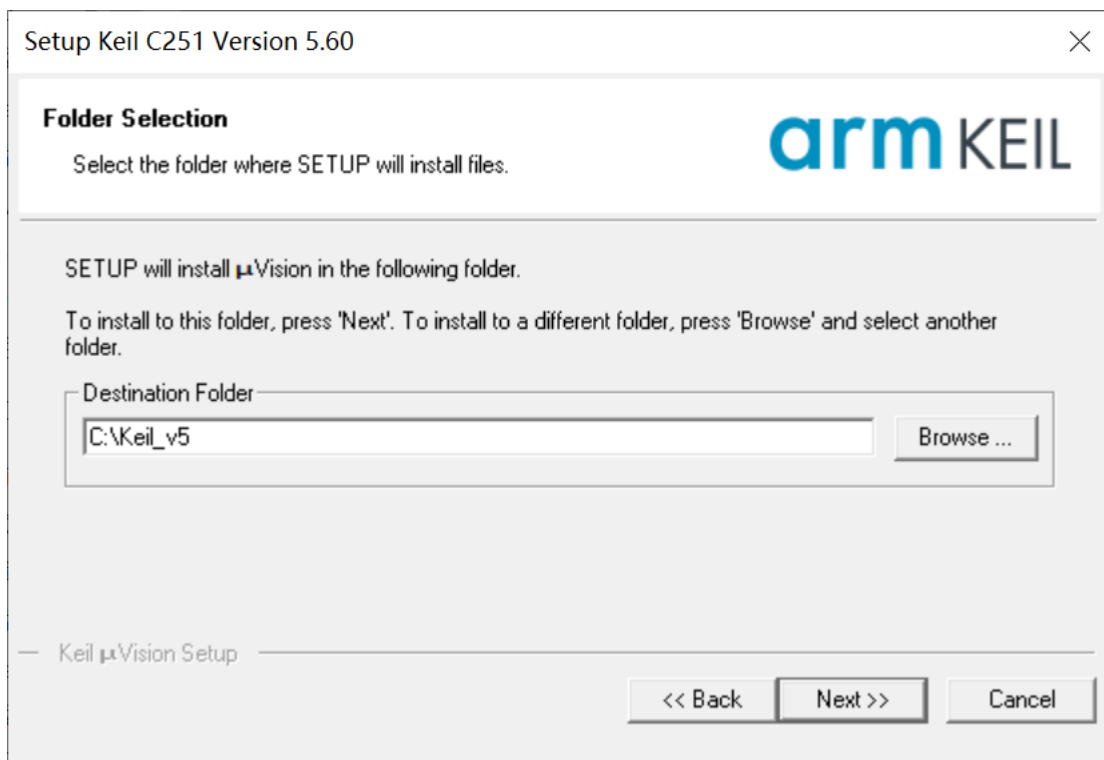 Setup Keil C251 Version 5.60
Folder Selection
Select the folder where SETUP will install files.
arm KEIL
SETUP will install µVision in the following folder.
To install to this folder, press 'Next'. To install to a different folder, press 'Browse' and select another
folder.
Destination Folder
C:\Keil_v5
Browse ...
Keil µVision Setup
<< Back
Next >>
Cancel